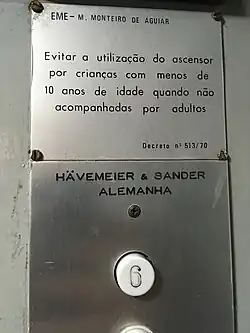 EME- M. MONTEIRO DE AGUIAR
Evitar a utilização do ascensor
por crianças com menos de
10 anos de idade quando não
acompanhadas por adultos
Decreto nº 513/70
HÄVEMEIER & SANDER
ALEMANHA
6